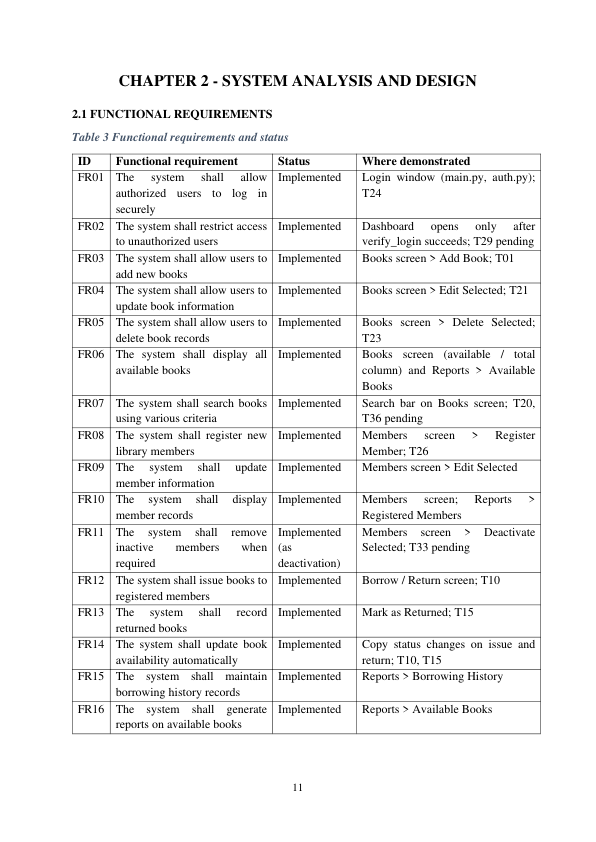 CHAPTER 2 - SYSTEM ANALYSIS AND DESIGN
2.1 FUNCTIONAL REQUIREMENTS
Table 3 Functional requirements and status
ID Functional requirement Status Where demonstrated
FR01 The system shall allow Implemented Login window (main.py, auth.py);
authorized users to log in T24
securely
FR02 The system shall restrict access Implemented Dashboard opens only after
to unauthorized users verify_login succeeds; T29 pending
FR03 The system shall allow users to Implemented Books screen > Add Book; T01
add new books
FR04 The system shall allow users to Implemented Books screen > Edit Selected; T21
update book information
FR05 The system shall allow users to Implemented Books screen > Delete Selected;
delete book records T23
FR06 The system shall display all Implemented Books screen (available / total
available books column) and Reports > Available
Books
FR07 The system shall search books Implemented Search bar on Books screen; T20,
using various criteria T36 pending
FR08 The system shall register new Implemented Members screen > Register
library members Member; T26
FR09 The system shall update Implemented Members screen > Edit Selected
member information
FR10 The system shall display Implemented Members screen; Reports >
member records Registered Members
FR11 The system shall remove Implemented Members screen > Deactivate
inactive members when (as Selected; T33 pending
required deactivation)
FR12 The system shall issue books to Implemented Borrow / Return screen; T10
registered members
FR13 The system shall record Implemented Mark as Returned; T15
returned books
FR14 The system shall update book Implemented Copy status changes on issue and
availability automatically return; T10, T15
FR15 The system shall maintain Implemented Reports > Borrowing History
borrowing history records
FR16 The system shall generate Implemented Reports > Available Books
reports on available books
11